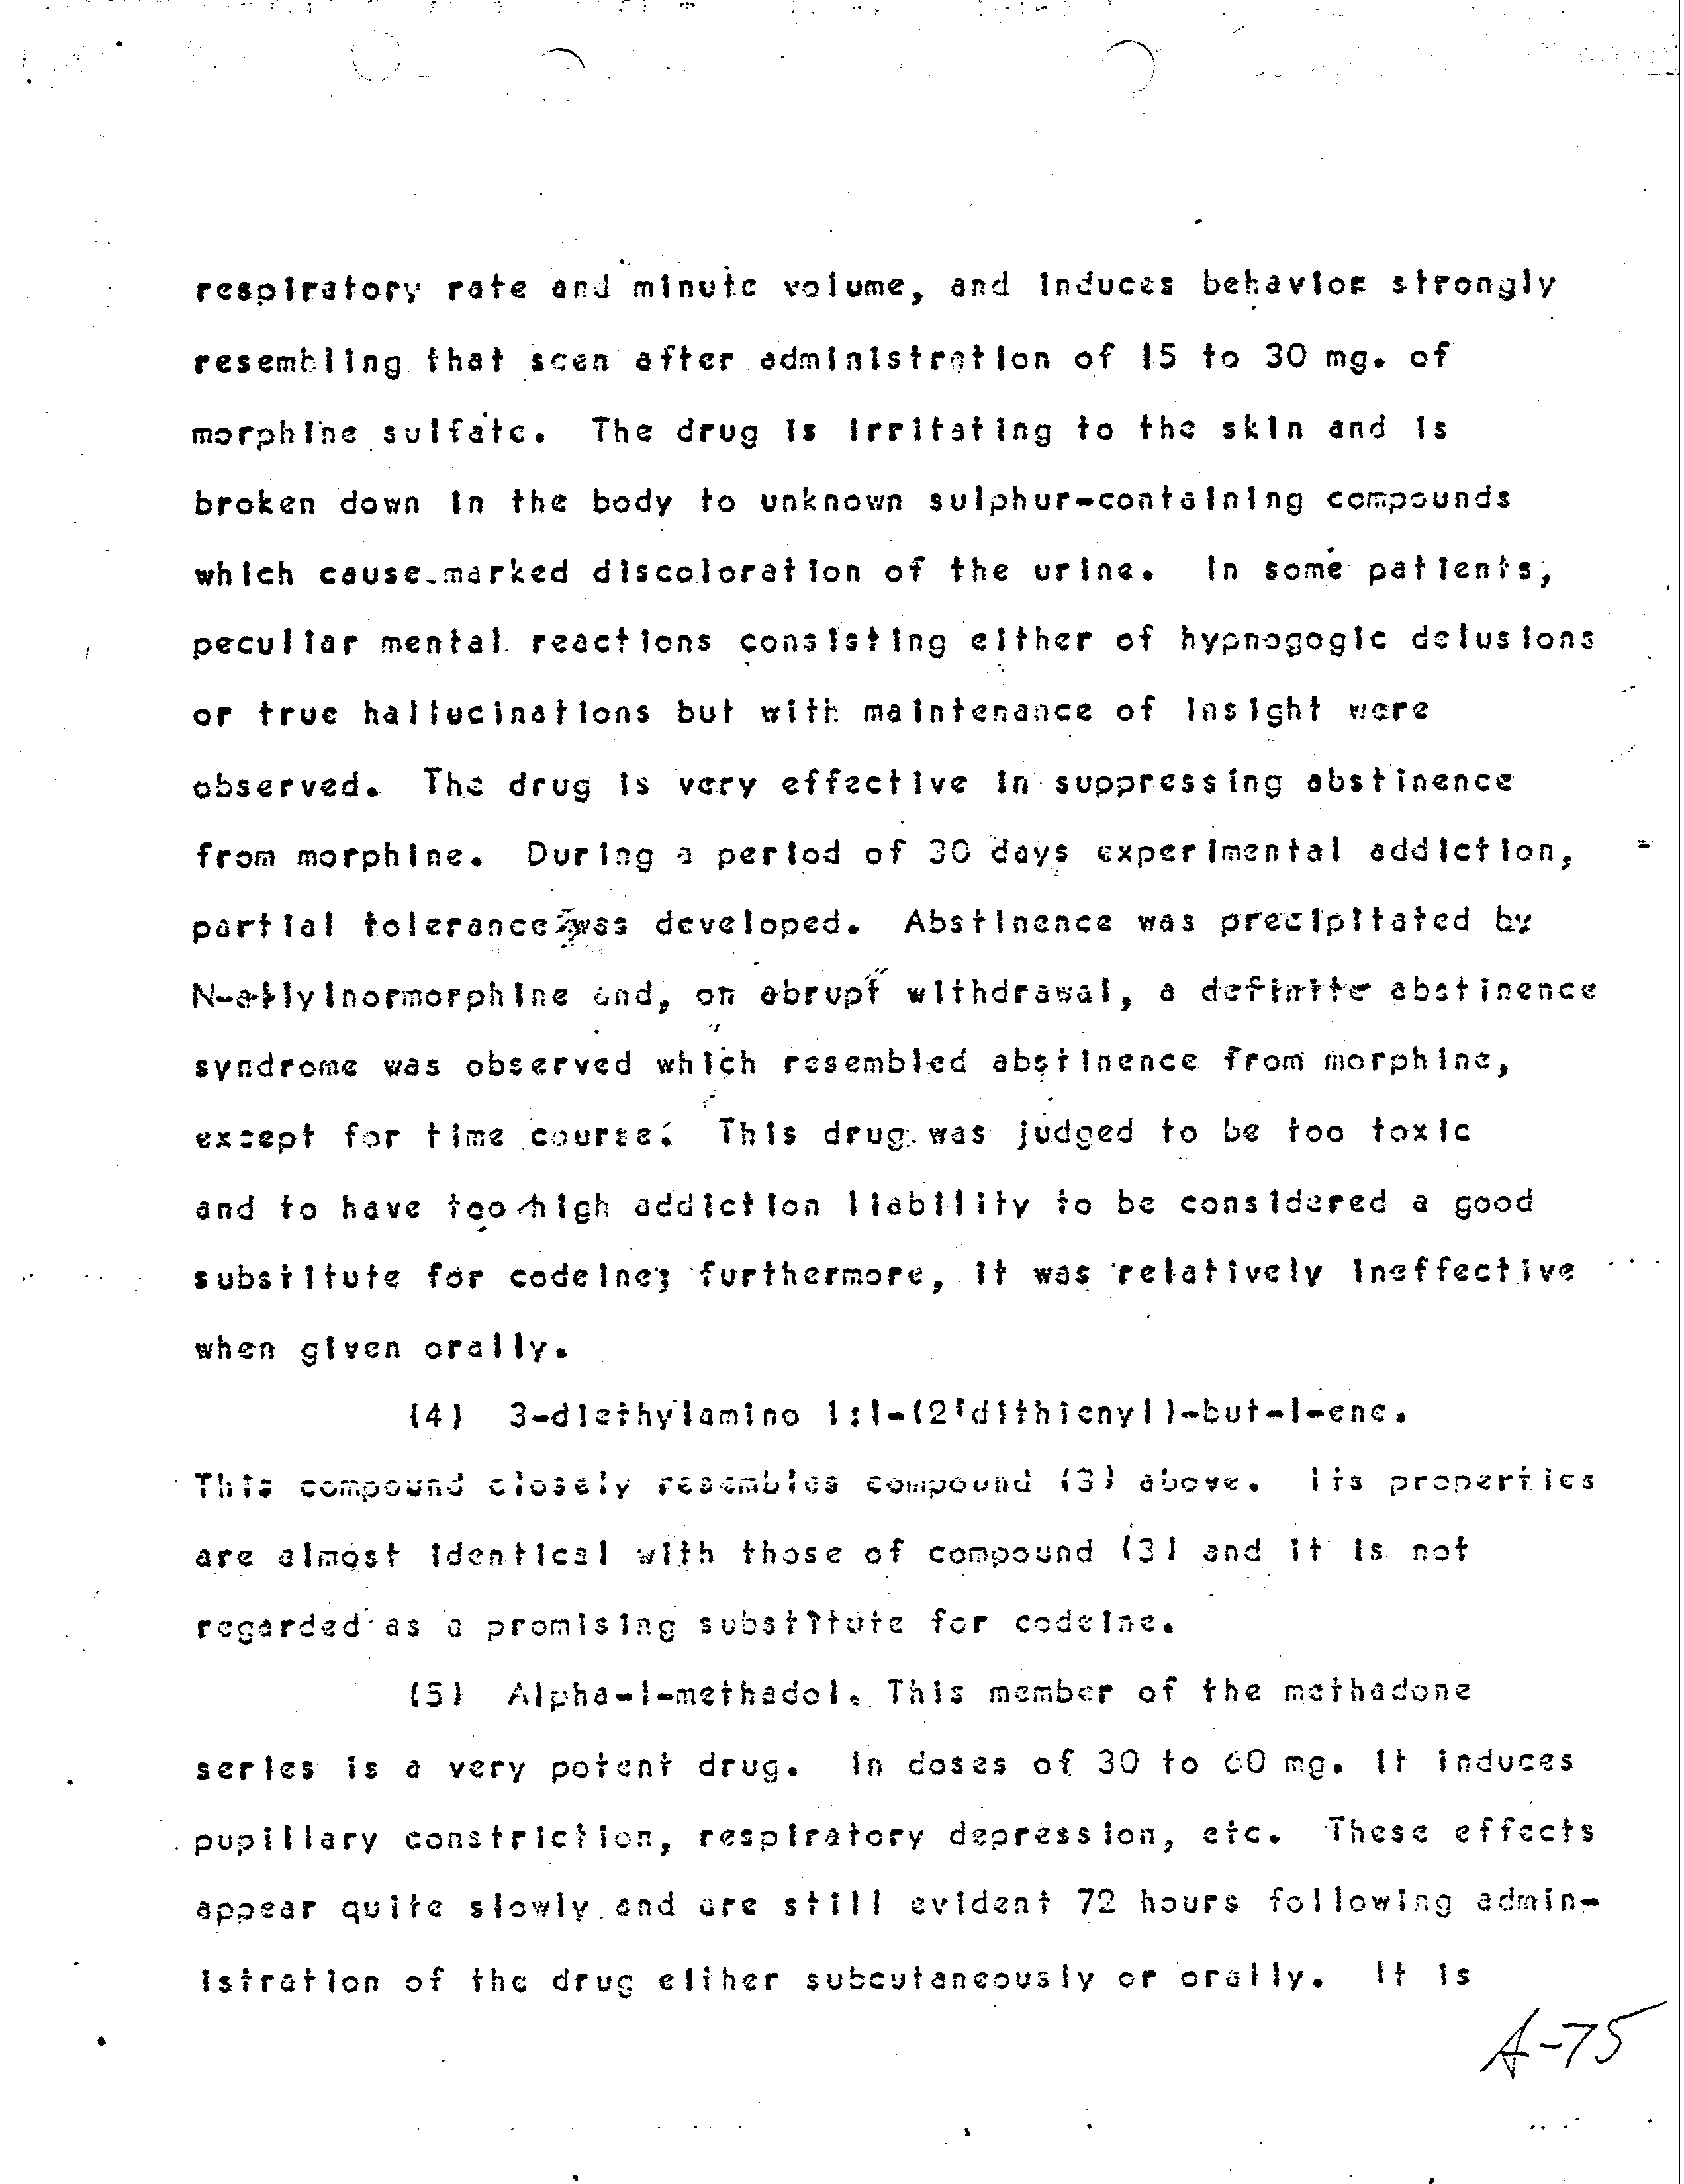 respiratory rate and minute volume, and induces behavior strongly
resembling that seen after administration of 15 to 30 mg. of
morphine sulfate. The drug is irritating to the skin and is
broken down in the body to unknown sulphur-containing compounds
which cause marked discoloration of the urine. In some patients,
peculiar mental reactions consisting either of hypnogogic delusions
or true hallucinations but with maintenance of insight were
observed. The drug is very effective in suppressing abstinence
from morphine. During a period of 30 days experimental addiction,
partial tolerance was developed. Abstinence was precipitated by
N-allylnormorphine and, on abrupt withdrawal, a definite abstinence
syndrome was observed which resembled abstinence from morphine,
except for time course. This drug was judged to be too toxic
and to have too high addiction liability to be considered a good
substitute for codeine; furthermore, it was relatively ineffective
when given orally.
(4) 3-diethylamino 1:1-(2'dithienyl)-but-1-ene.
This compound closely resembles compound (3) above. Its properties
are almost identical with those of compound (3) and it is not
regarded as a promising substitute for codeine.
(5) Alpha-l-methadol. This member of the methadone
series is a very potent drug. In doses of 30 to 60 mg. it induces
pupillary constriction, respiratory depression, etc. These effects
appear quite slowly and are still evident 72 hours following admin-
istration of the drug either subcutaneously or orally. It is
A-75